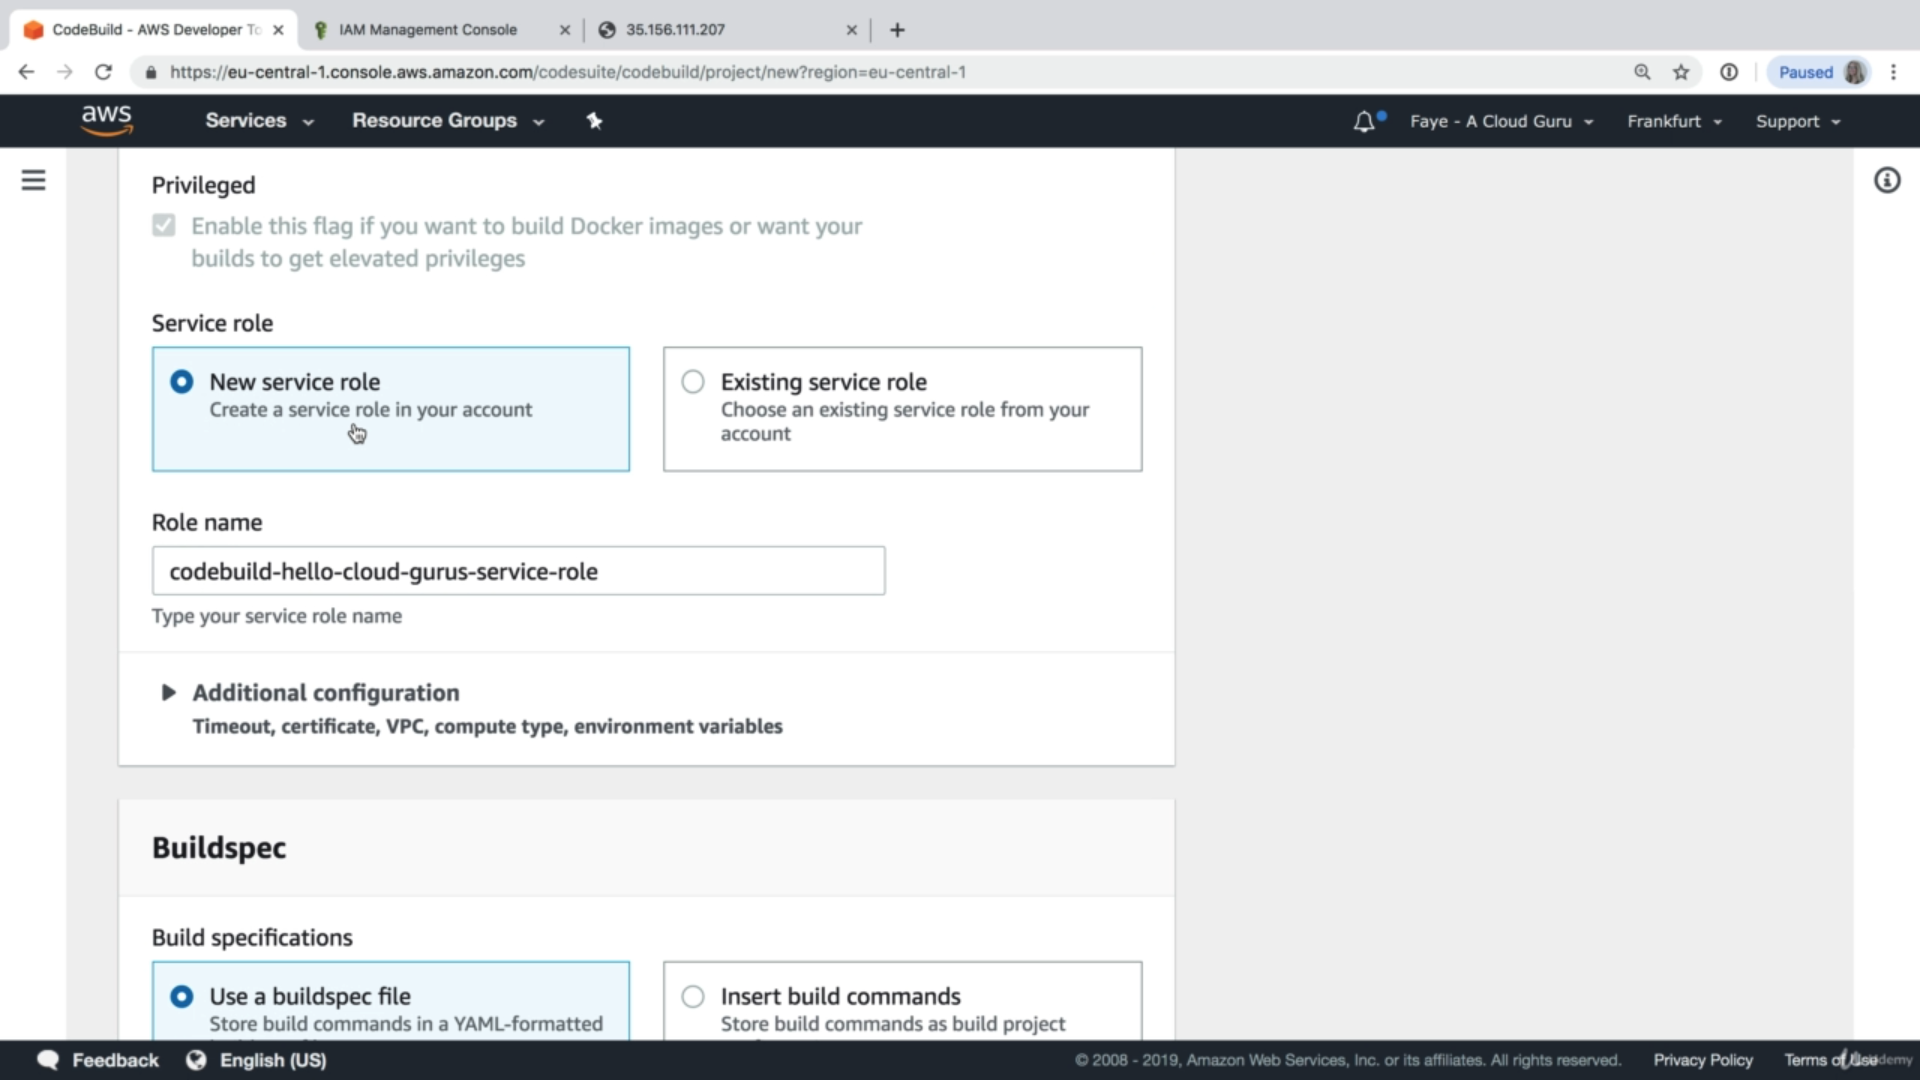 CodeBuild - AWS Developer To
IAM Management Console
35.156.111.207
https://eu-central-1.console.aws.amazon.com/codesuite/codebuild/project/new?region=eu-central-1
Paused
aws
Services
Resource Groups
Faye - A Cloud Guru
Frankfurt
Support
Privileged
Enable this flag if you want to build Docker images or want your
builds to get elevated privileges
Service role
New service role
Create a service role in your account
Existing service role
Choose an existing service role from your
account
Role name
codebuild-hello-cloud-gurus-service-role
Type your service role name
Additional configuration
Timeout, certificate, VPC, compute type, environment variables
Buildspec
Build specifications
Use a buildspec file
Store build commands in a YAML-formatted
Insert build commands
Store build commands as build project
Feedback
English (US)
© 2008 - 2019, Amazon Web Services, Inc. or its affiliates. All rights reserved.
Privacy Policy
Terms of Use